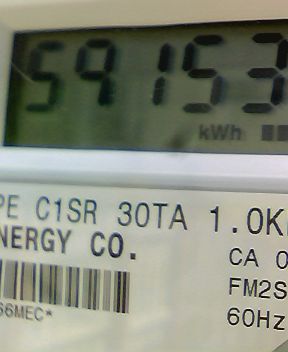 59153
kWh
PE C1SR 30TA 1.0K
NERGY CO.
CA 0
FM2S
66MEC*
60Hz